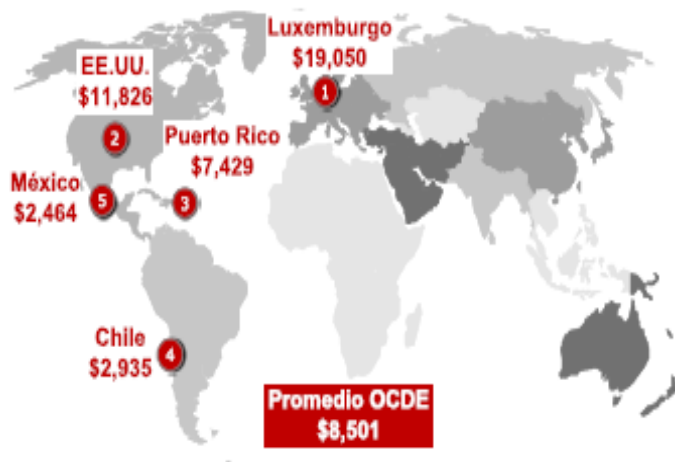 Luxemburgo
$19,050
1
EE.UU.
$11,826
2
Puerto Rico
$7,429
3
México
$2,464
5
Chile
$2,935
4
Promedio OCDE
$8,501